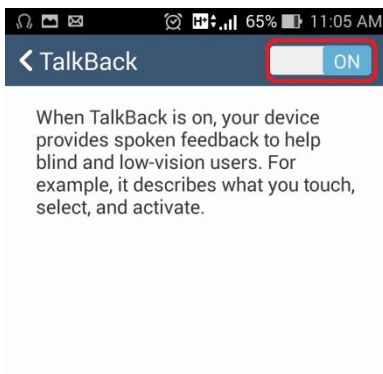 H+ 65% 11:05 AM
TalkBack ON
When TalkBack is on, your device
provides spoken feedback to help
blind and low-vision users. For
example, it describes what you touch,
select, and activate.